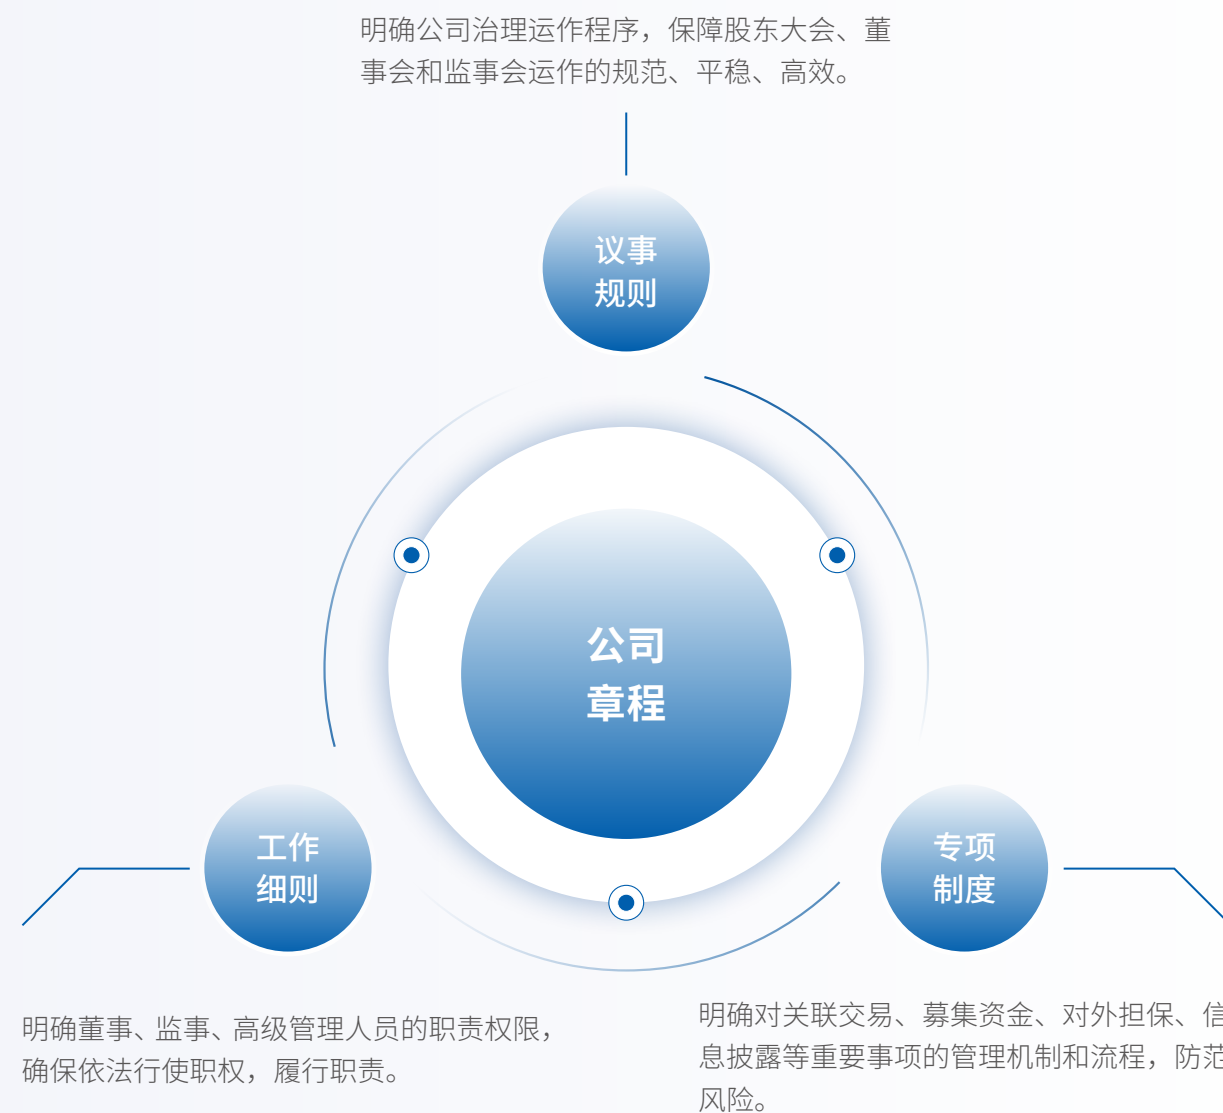 明确公司治理运作程序，保障股东大会、董
事会和监事会运作的规范、平稳、高效。
议事
规则
公司
章程
工作
细则
专项
制度
明确董事、监事、高级管理人员的职责权限，
确保依法行使职权，履行职责。
明确对关联交易、募集资金、对外担保、信
息披露等重要事项的管理机制和流程，防范
风险。